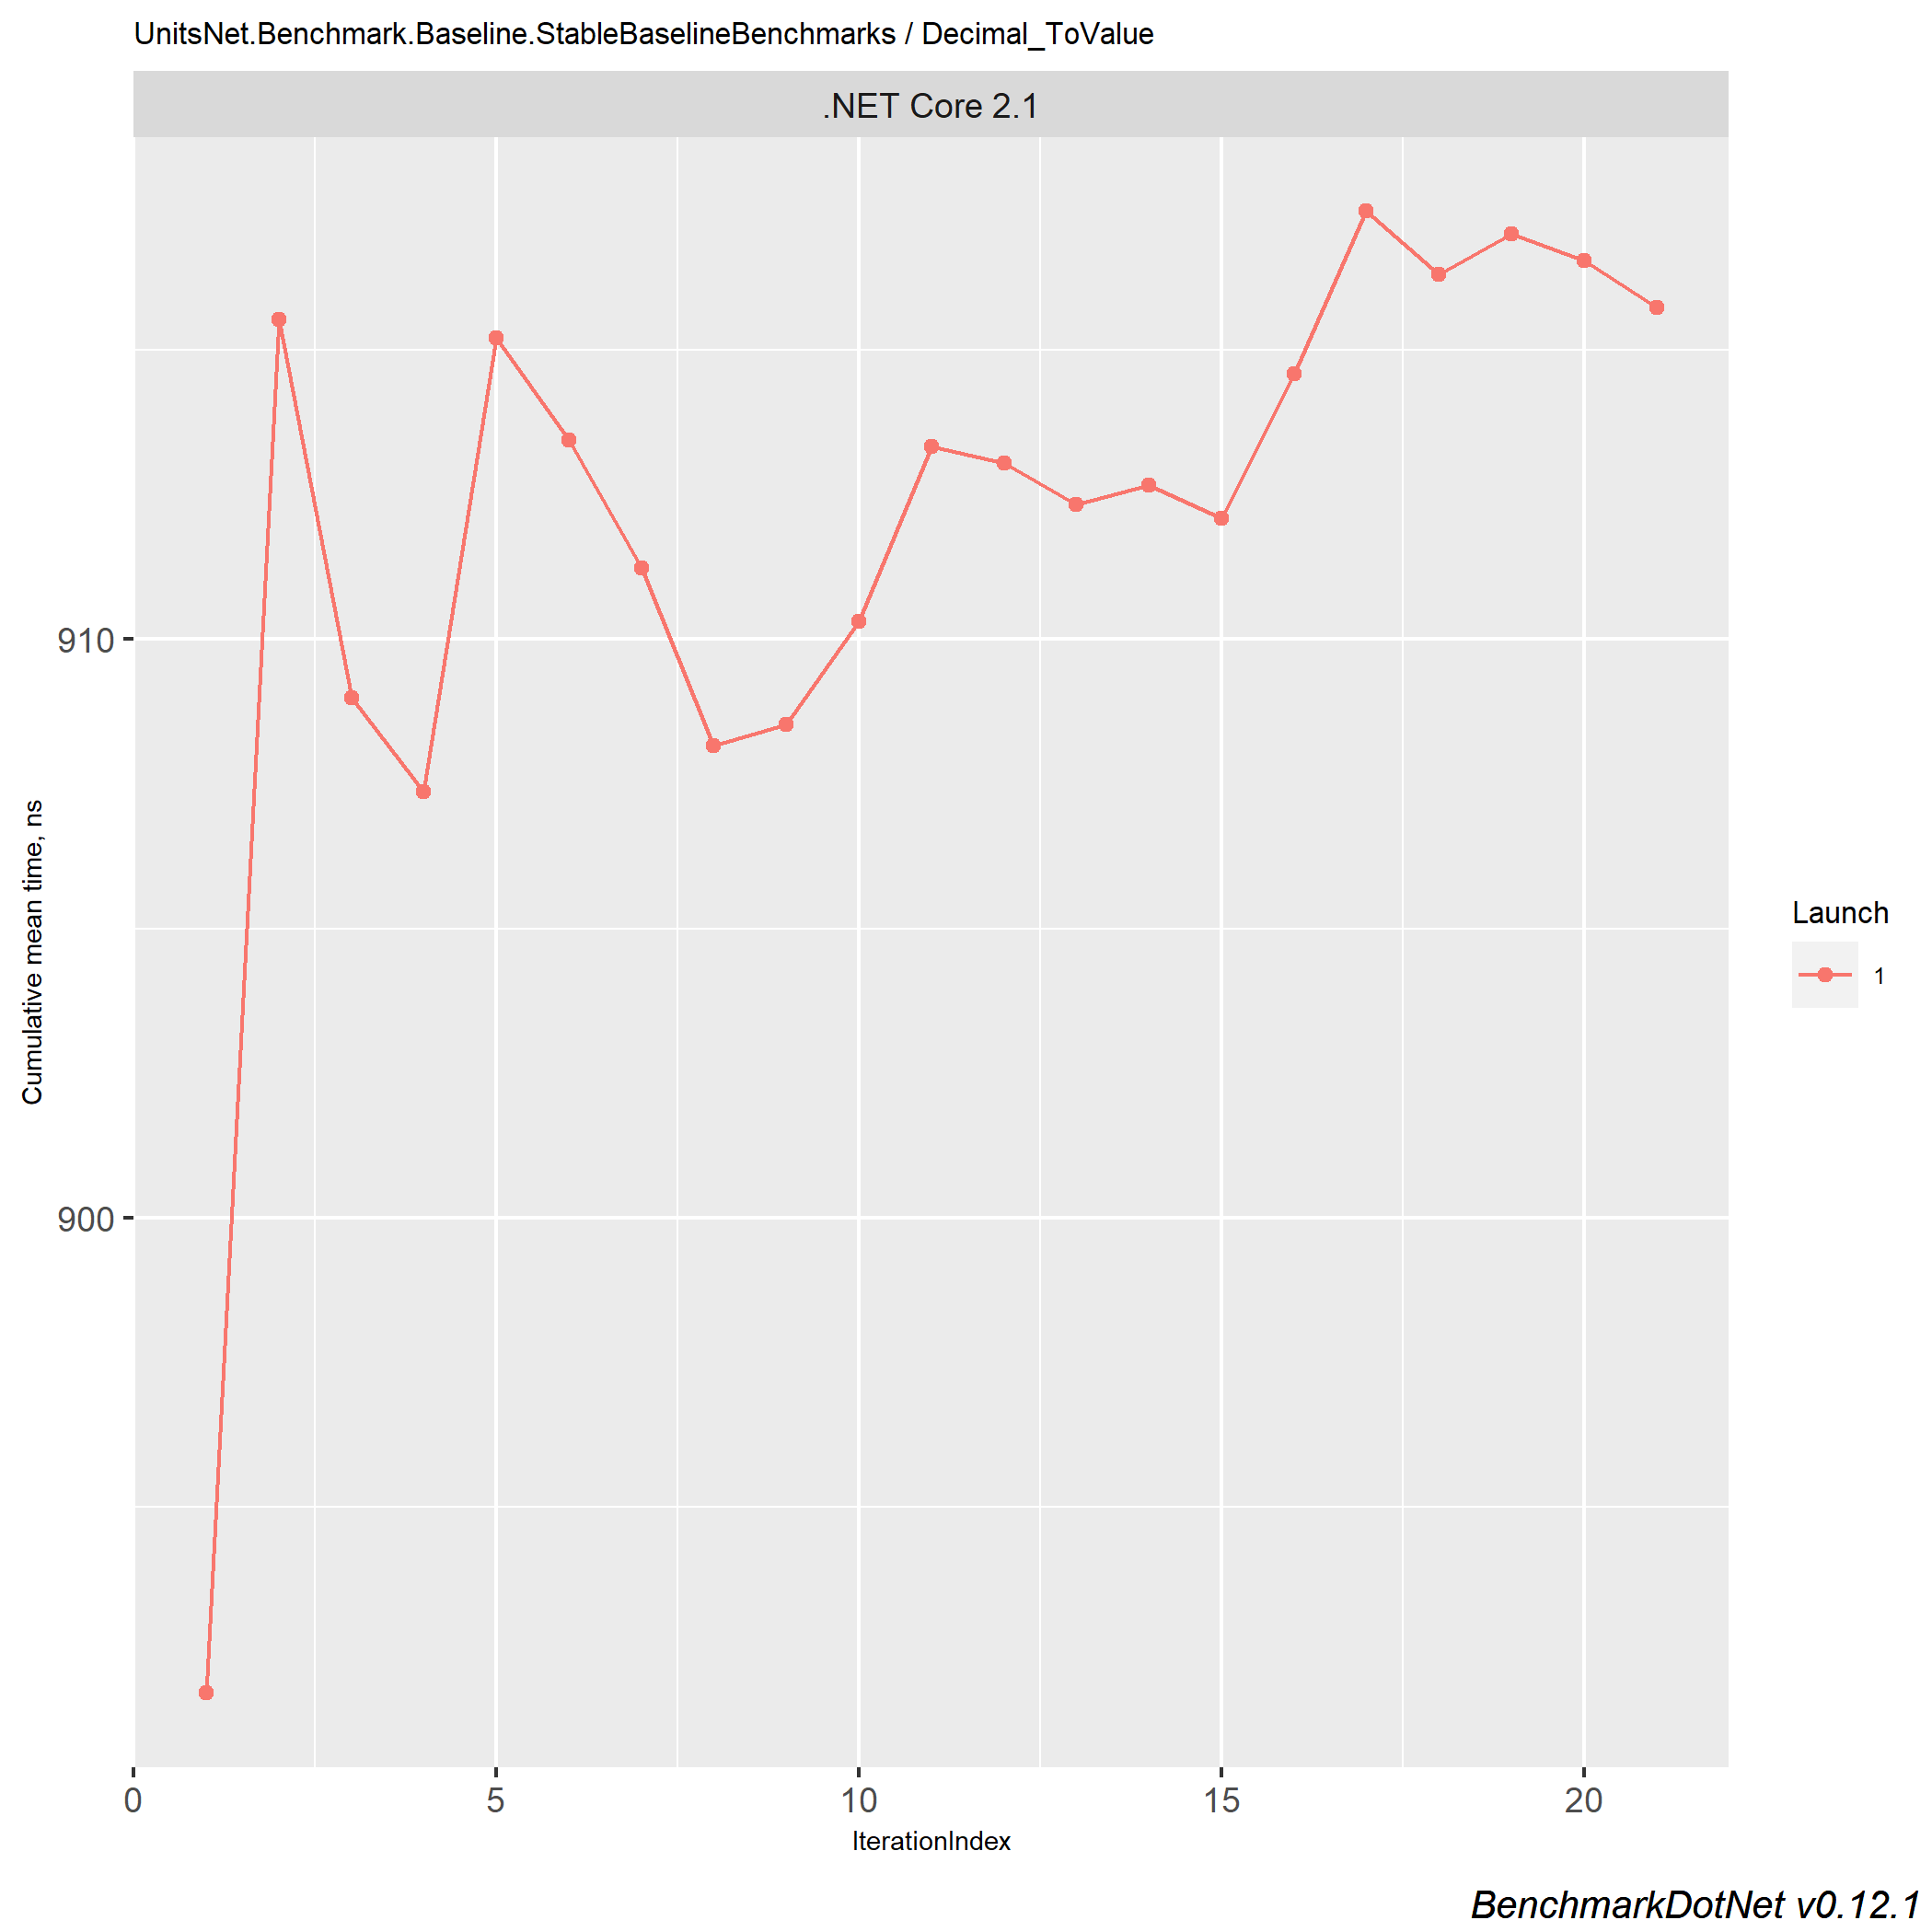 UnitsNet.Benchmark.Baseline.StableBaselineBenchmarks / Decimal_ToValue
.NET Core 2.1
910
900
Cumulative mean time, ns
0 5 10 15 20
IterationIndex
Launch
1
BenchmarkDotNet v0.12.1